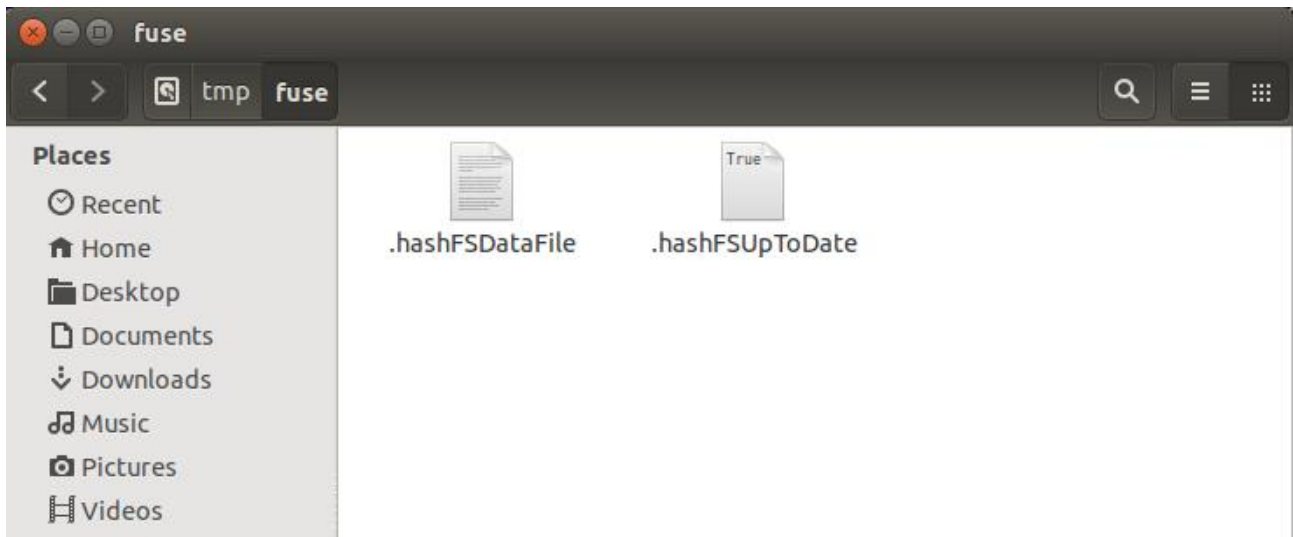 fuse
tmp fuse
Places
Recent
Home
Desktop
Documents
Downloads
Music
Pictures
Videos
True
.hashFSDataFile .hashFSUpToDate